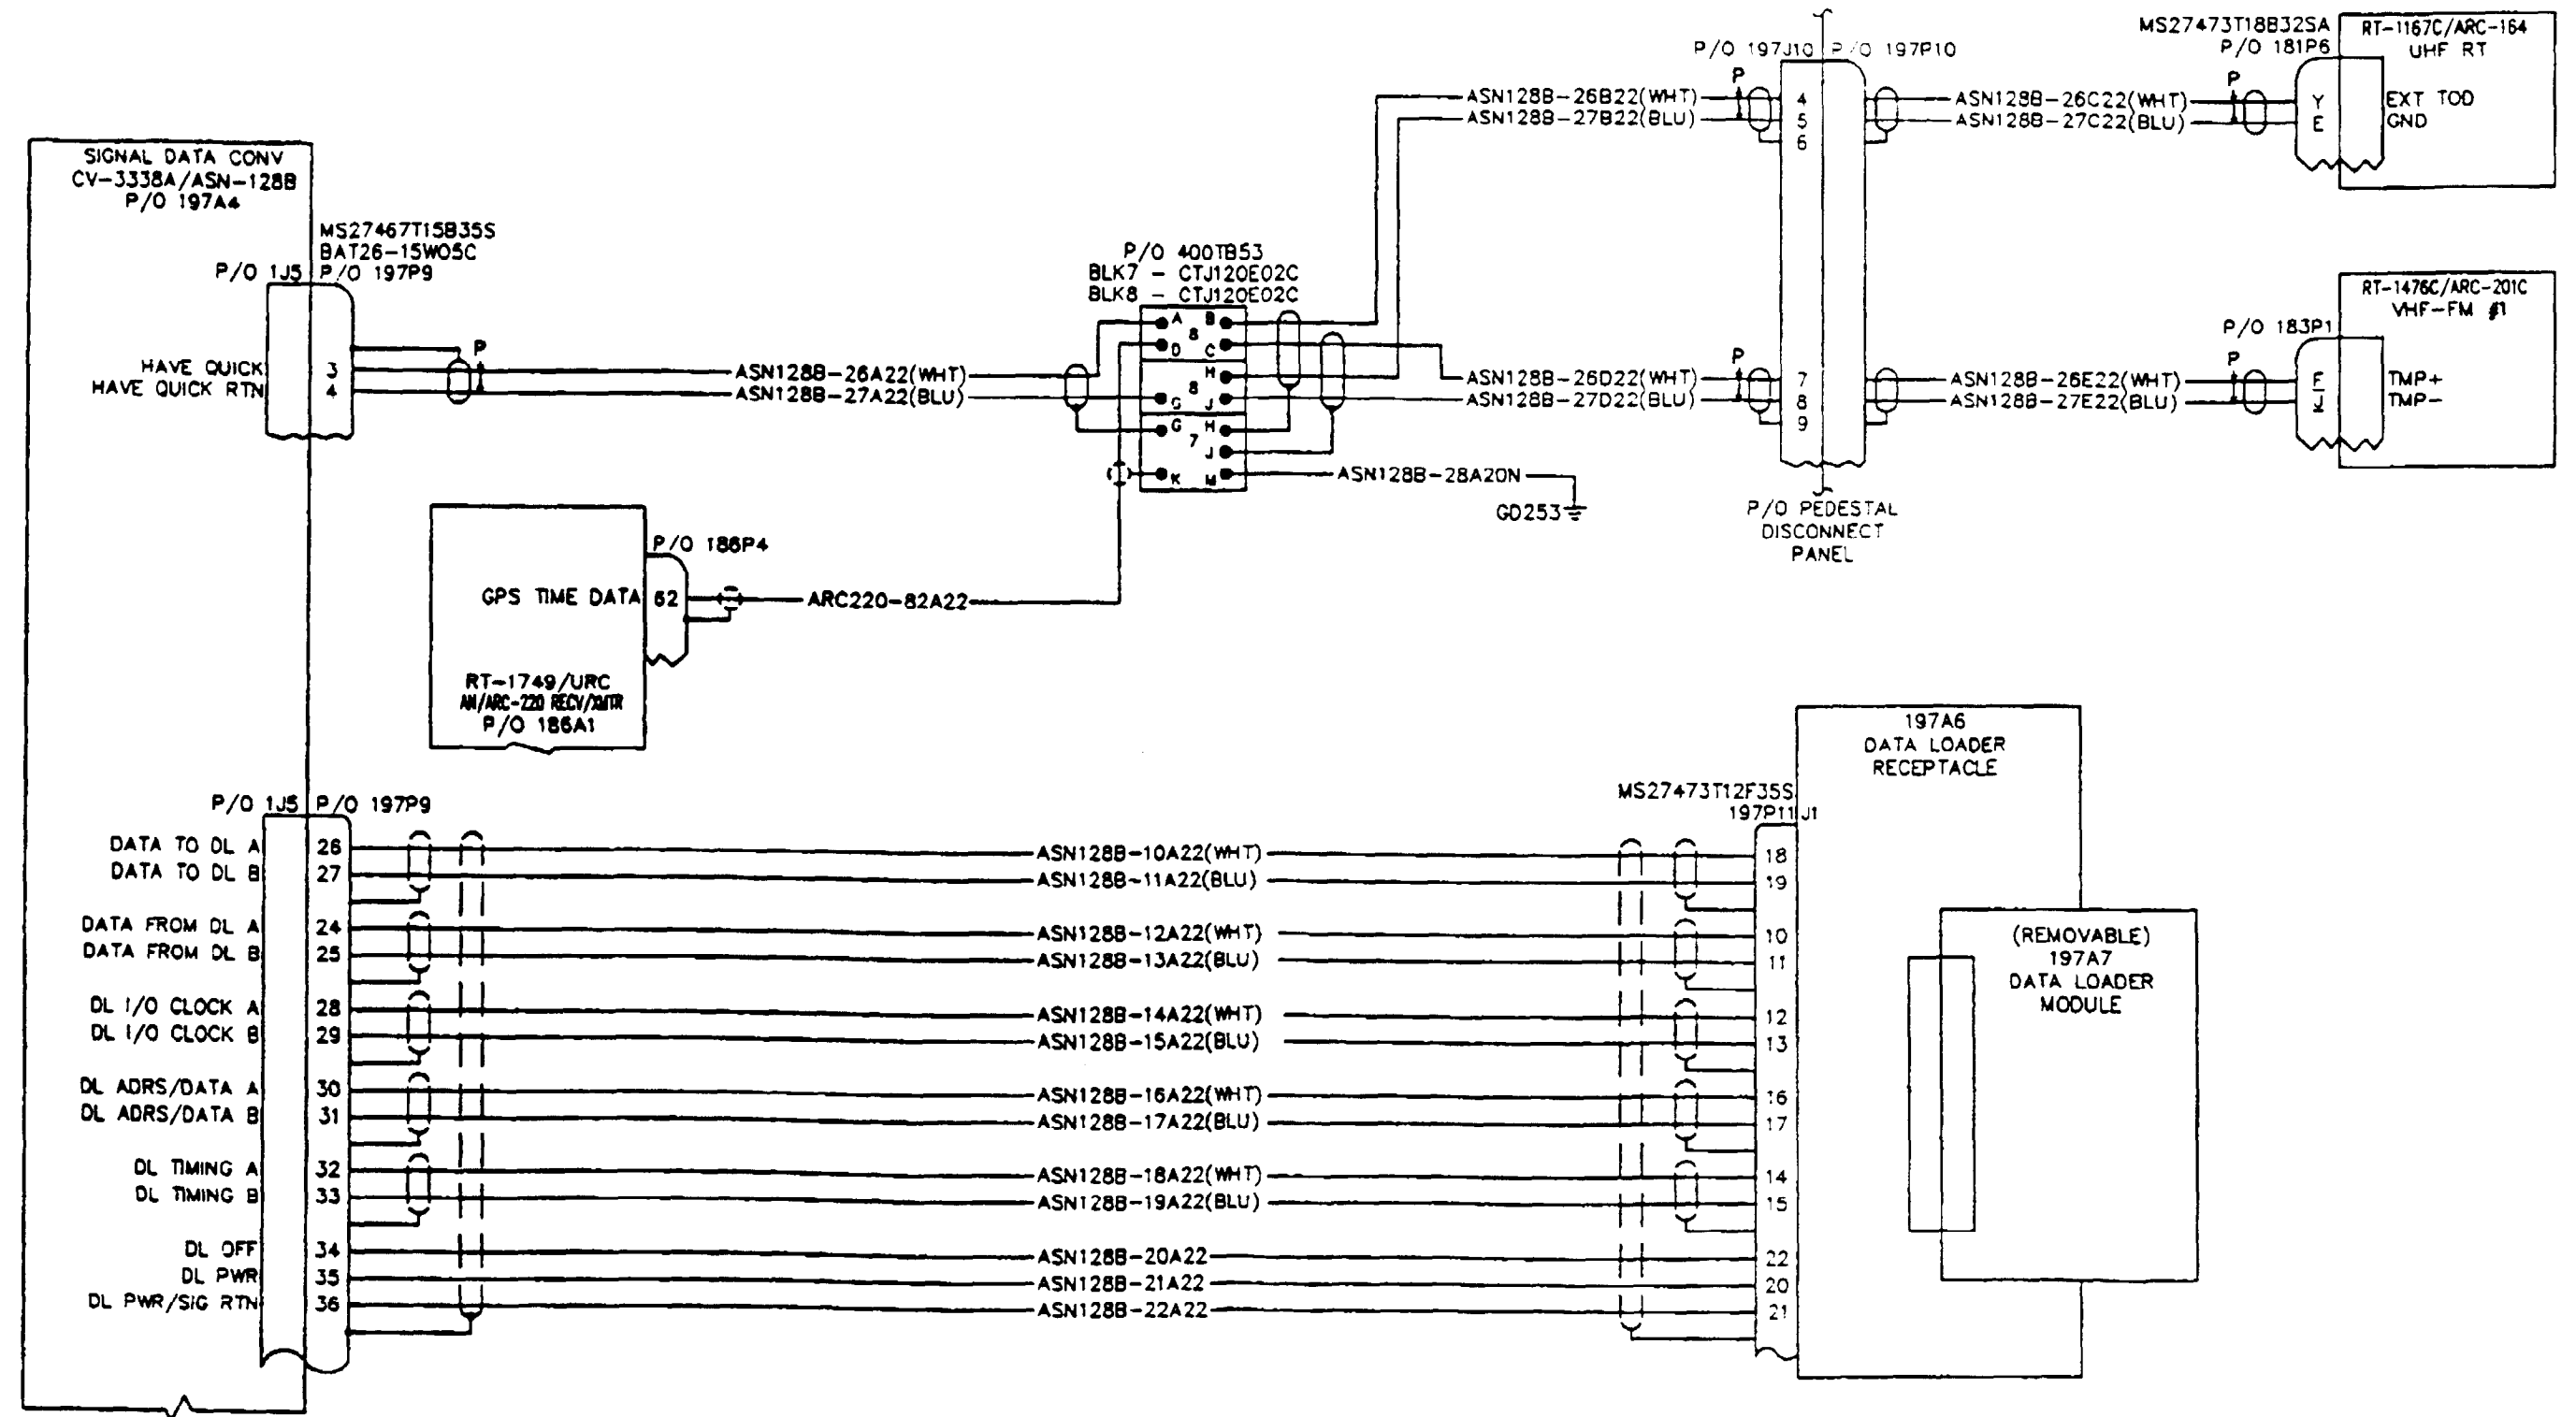 SIGNAL DATA CONV
CV-3338A/ASN-128B
P/O 197A4
MS27467T15B35S
BAT26-15W05C
P/O 1J5 P/O 197P9
HAVE QUICK 3
HAVE QUICK RTN 4
P
ASN128B-26A22(WHT)
ASN128B-27A22(BLU)
P/O 400TB53
BLK7 - CTJ120E02C
BLK8 - CTJ120E02C
A 8 B
D C
H
G 8 J
G 7 H
J
K M
ASN128B-28A20N
GD253
ASN128B-26B22(WHT)
ASN128B-27B22(BLU)
ASN128B-26D22(WHT)
ASN128B-27D22(BLU)
P/O 197J10 P/O 197P10
P
4
5
6
P
7
8
9
P/O PEDESTAL
DISCONNECT
PANEL
ASN128B-26C22(WHT)
ASN128B-27C22(BLU)
P
MS27473T18B32SA
P/O 181P6
RT-1167C/ARC-164
UHF RT
Y EXT TOD
E GND
ASN128B-26E22(WHT)
ASN128B-27E22(BLU)
P
P/O 183P1
RT-1476C/ARC-201C
VHF-FM #1
F TMP+
J TMP-
P/O 186P4
GPS TIME DATA 62
ARC220-82A22
RT-1749/URC
AN/ARC-220 RECV/XMTR
P/O 186A1
P/O 1J5 P/O 197P9
DATA TO DL A 26 ASN128B-10A22(WHT) 18
DATA TO DL B 27 ASN128B-11A22(BLU) 19
DATA FROM DL A 24 ASN128B-12A22(WHT) 10
DATA FROM DL B 25 ASN128B-13A22(BLU) 11
DL I/O CLOCK A 28 ASN128B-14A22(WHT) 12
DL I/O CLOCK B 29 ASN128B-15A22(BLU) 13
DL ADRS/DATA A 30 ASN128B-16A22(WHT) 16
DL ADRS/DATA B 31 ASN128B-17A22(BLU) 17
DL TIMING A 32 ASN128B-18A22(WHT) 14
DL TIMING B 33 ASN128B-19A22(BLU) 15
DL OFF 34 ASN128B-20A22 22
DL PWR 35 ASN128B-21A22 20
DL PWR/SIG RTN 36 ASN128B-22A22 21
MS27473T12F35S
197P11 J1
197A6
DATA LOADER
RECEPTACLE
(REMOVABLE)
197A7
DATA LOADER
MODULE